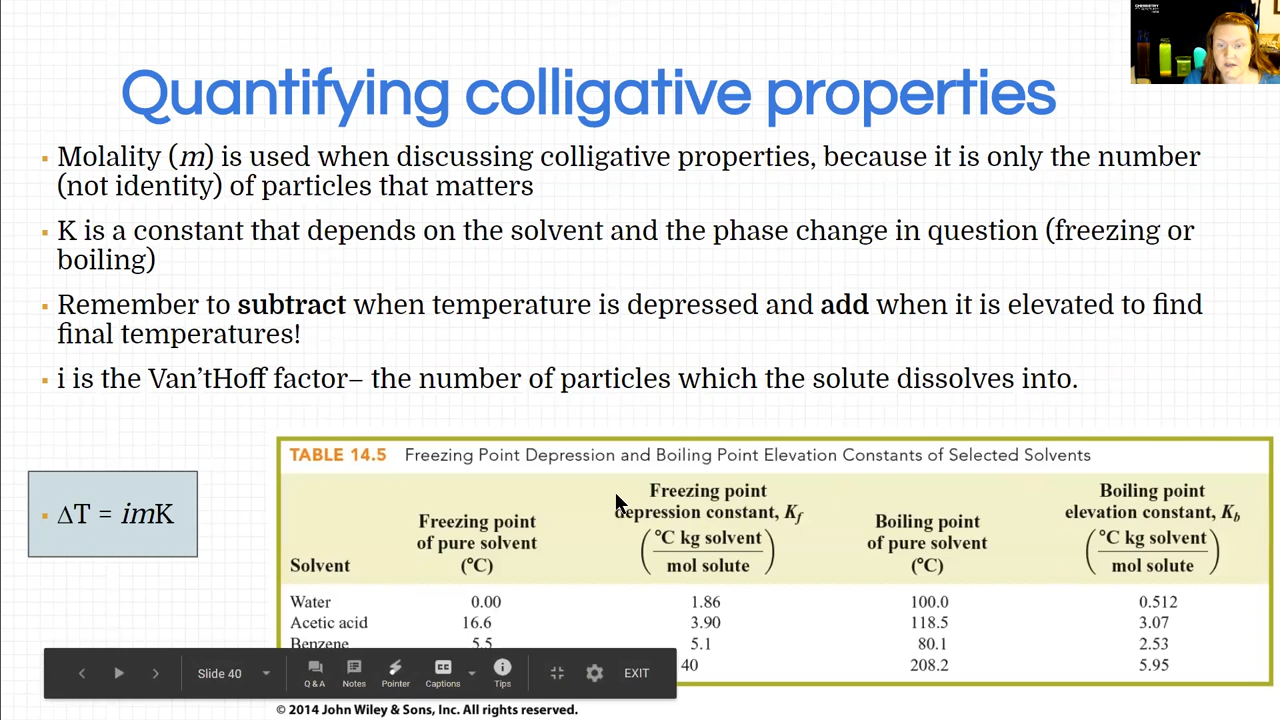 Quantifying colligative properties
▪ Molality (m) is used when discussing colligative properties, because it is only the number
(not identity) of particles that matters
▪ K is a constant that depends on the solvent and the phase change in question (freezing or
boiling)
▪ Remember to subtract when temperature is depressed and add when it is elevated to find
final temperatures!
▪ i is the Van'tHoff factor– the number of particles which the solute dissolves into.
▪ ΔT = imK
TABLE 14.5 Freezing Point Depression and Boiling Point Elevation Constants of Selected Solvents
Solvent
Freezing point
of pure solvent
(°C)
Freezing point
depression constant, Kf
(°C kg solvent
mol solute)
Boiling point
of pure solvent
(°C)
Boiling point
elevation constant, Kb
(°C kg solvent
mol solute)
Water 0.00 1.86 100.0 0.512
Acetic acid 16.6 3.90 118.5 3.07
Benzene 5.5 5.1 80.1 2.53
40 208.2 5.95
Slide 40 Q & A Notes Pointer Captions Tips EXIT
© 2014 John Wiley & Sons, Inc. All rights reserved.